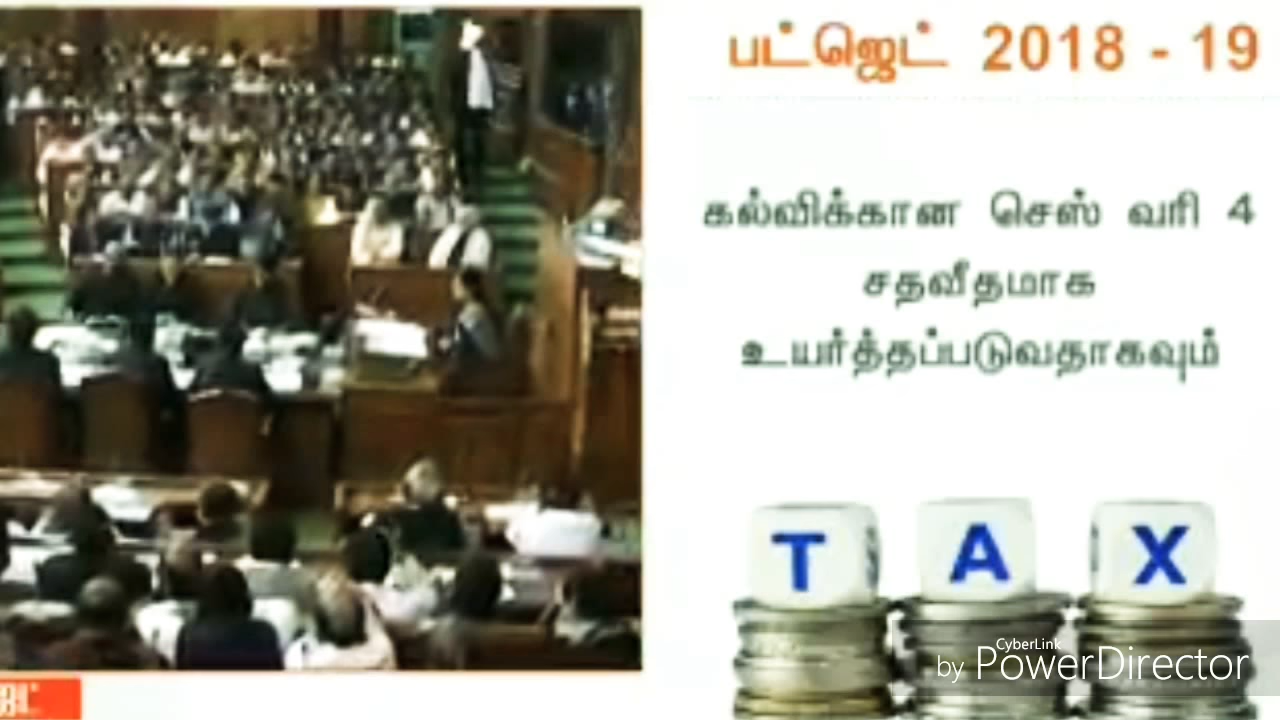 பட்ஜெட் 2018 - 19
கல்விக்கான செஸ் வரி 4
சதவீதமாக
உயர்த்தப்படுவதாகவும்
T A X
CyberLink
by PowerDirector